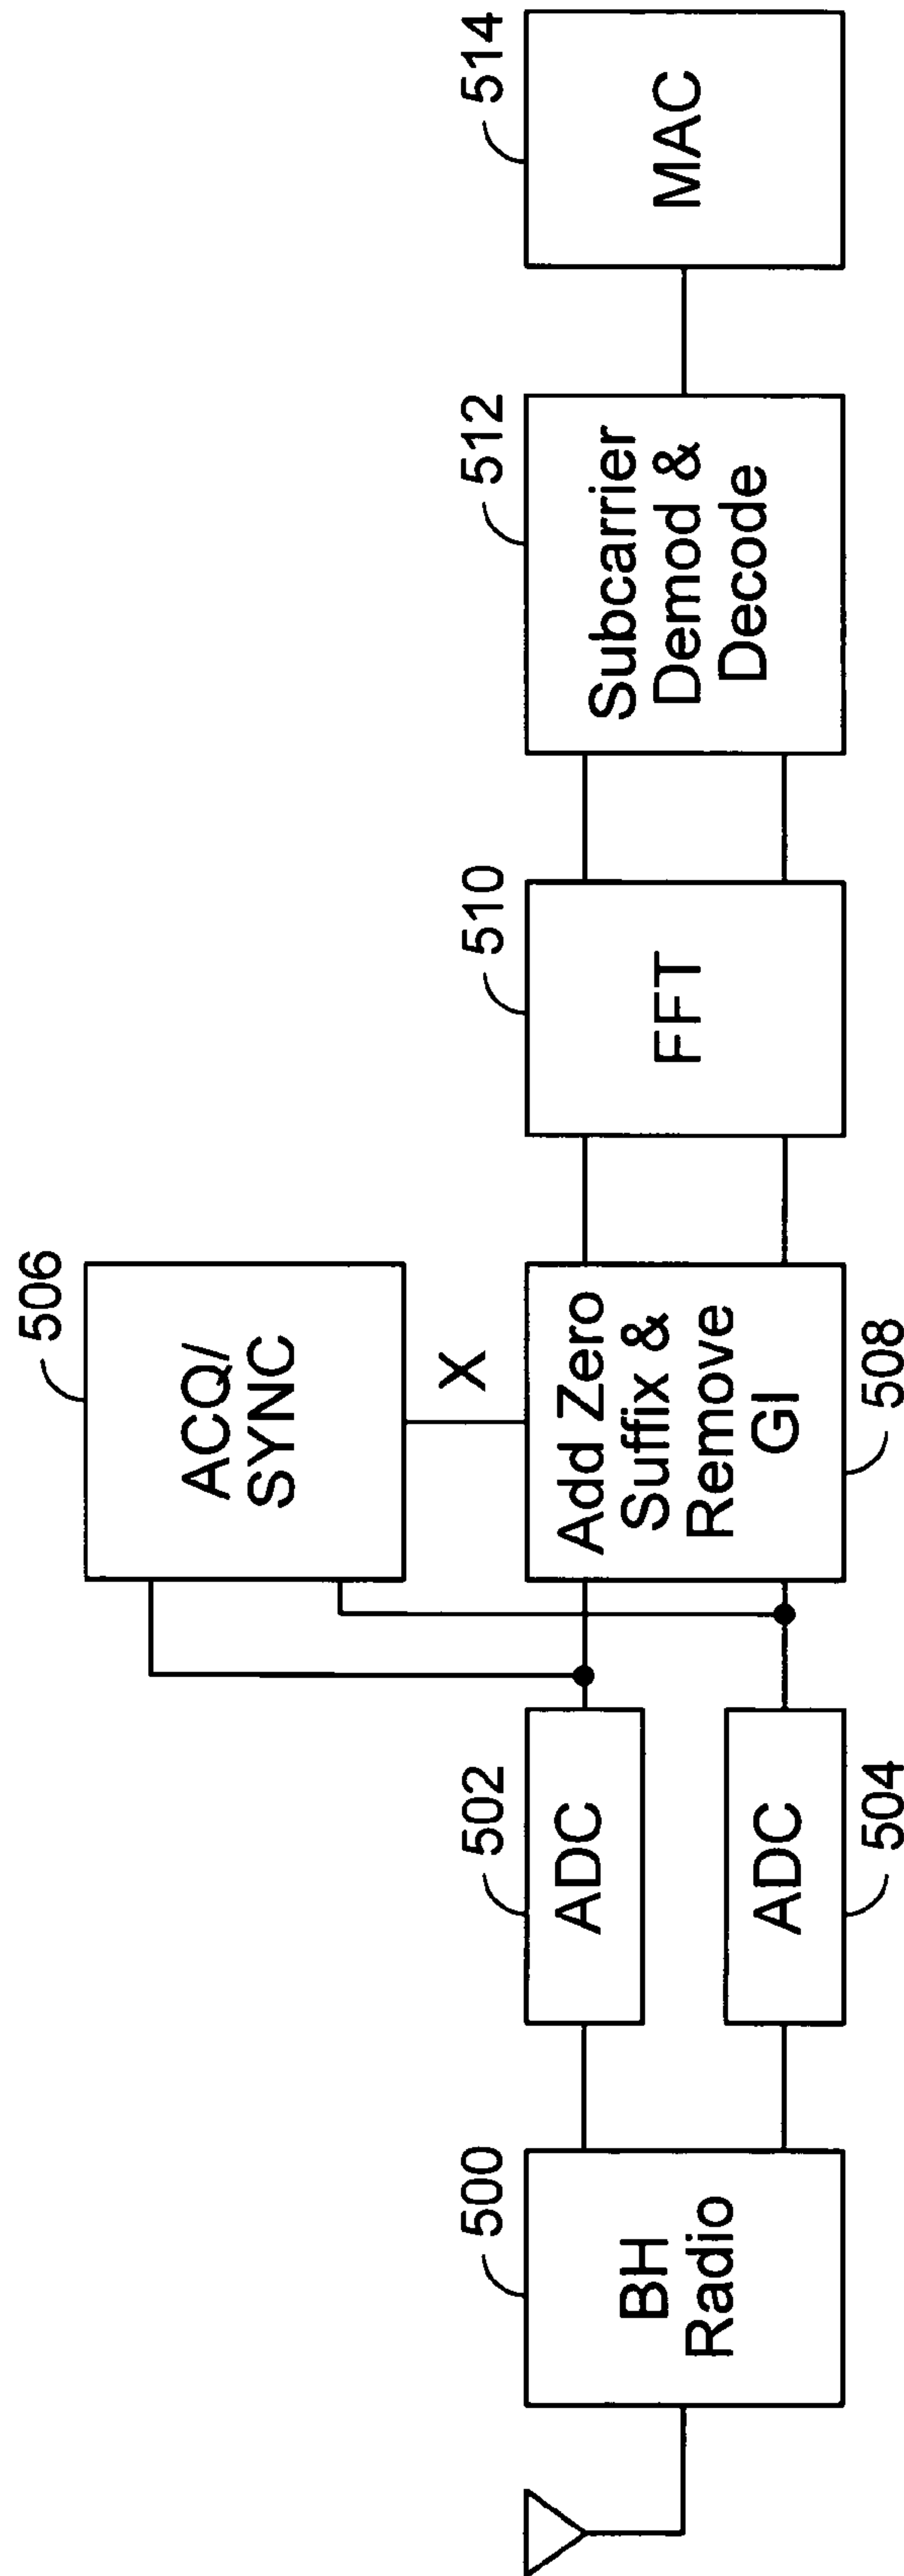 506
ACQ/
SYNC
X
500
BH
Radio
502
ADC
504
ADC
508
Add Zero
Suffix &
Remove
GI
510
FFT
512
Subcarrier
Demod &
Decode
514
MAC